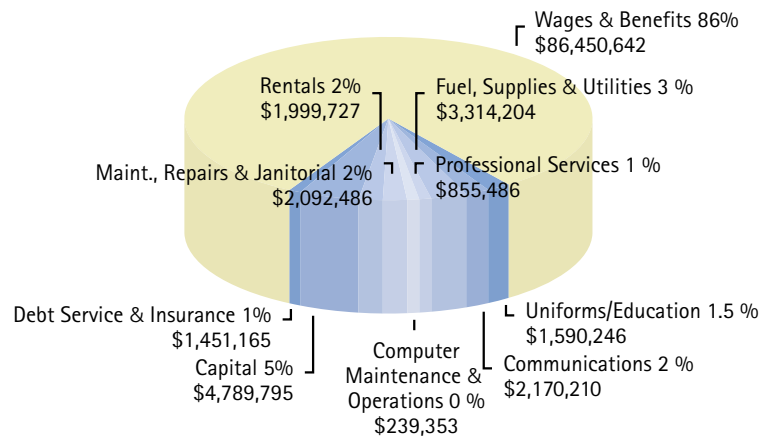 Wages & Benefits 86%
$86,450,642
Rentals 2%
$1,999,727
Fuel, Supplies & Utilities 3 %
$3,314,204
Maint., Repairs & Janitorial 2%
$2,092,486
Professional Services 1 %
$855,486
Debt Service & Insurance 1%
$1,451,165
Capital 5%
$4,789,795
Computer
Maintenance &
Operations 0 %
$239,353
Uniforms/Education 1.5 %
$1,590,246
Communications 2 %
$2,170,210